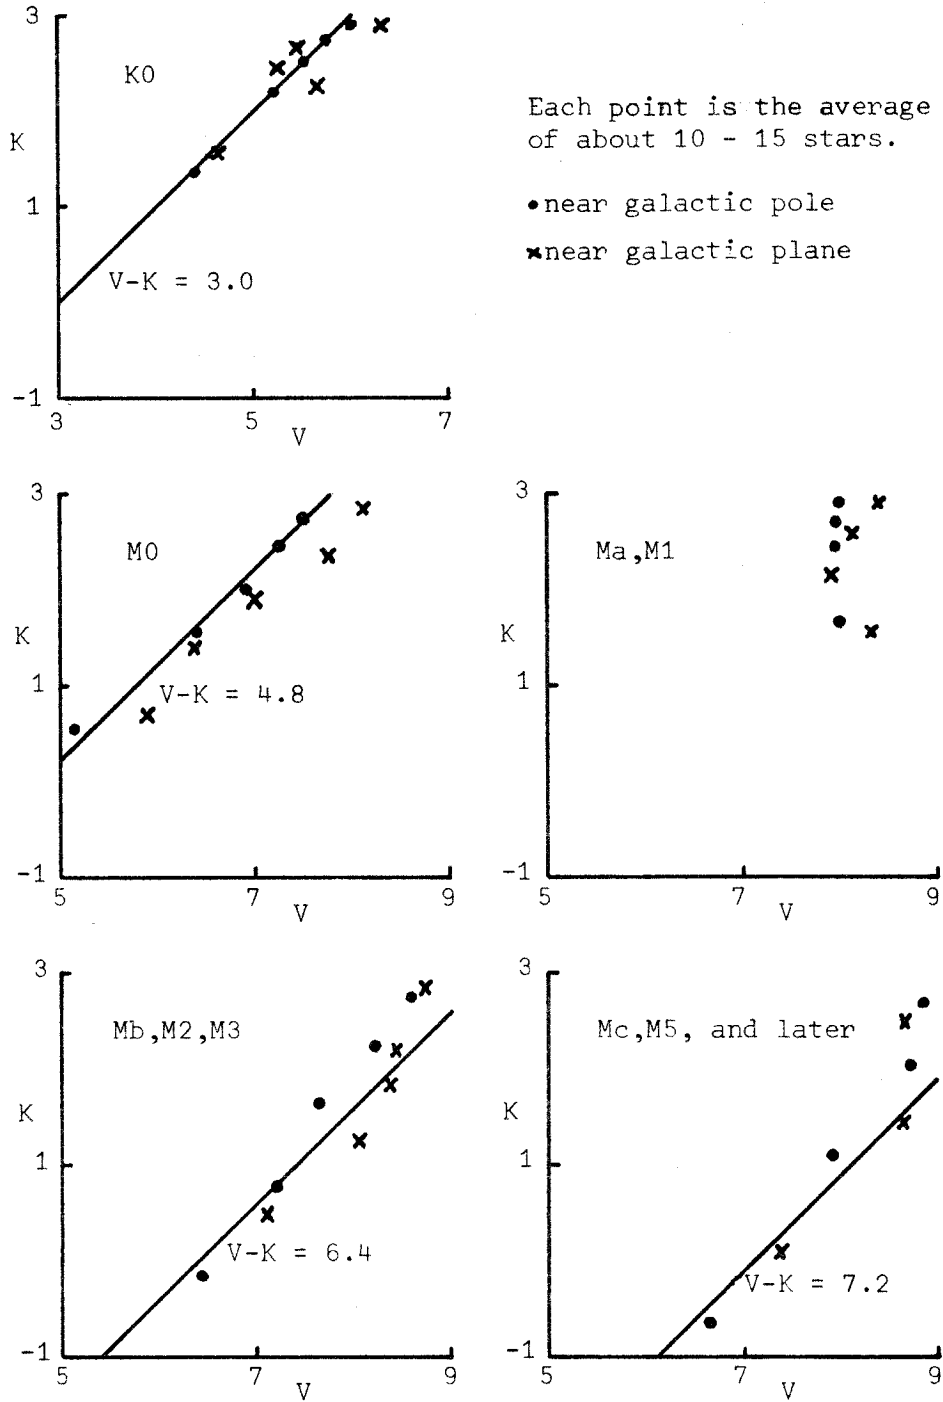 3
K0
K
1
V-K = 3.0
-1
3
5
7
V
Each point is the average
of about 10 - 15 stars.
•near galactic pole
×near galactic plane
3
M0
K
1
V-K = 4.8
-1
5
7
9
V
3
Ma,M1
K
1
-1
5
7
9
V
3
Mb,M2,M3
K
1
V-K = 6.4
-1
5
7
9
V
3
Mc,M5, and later
K
1
V-K = 7.2
-1
5
7
9
V